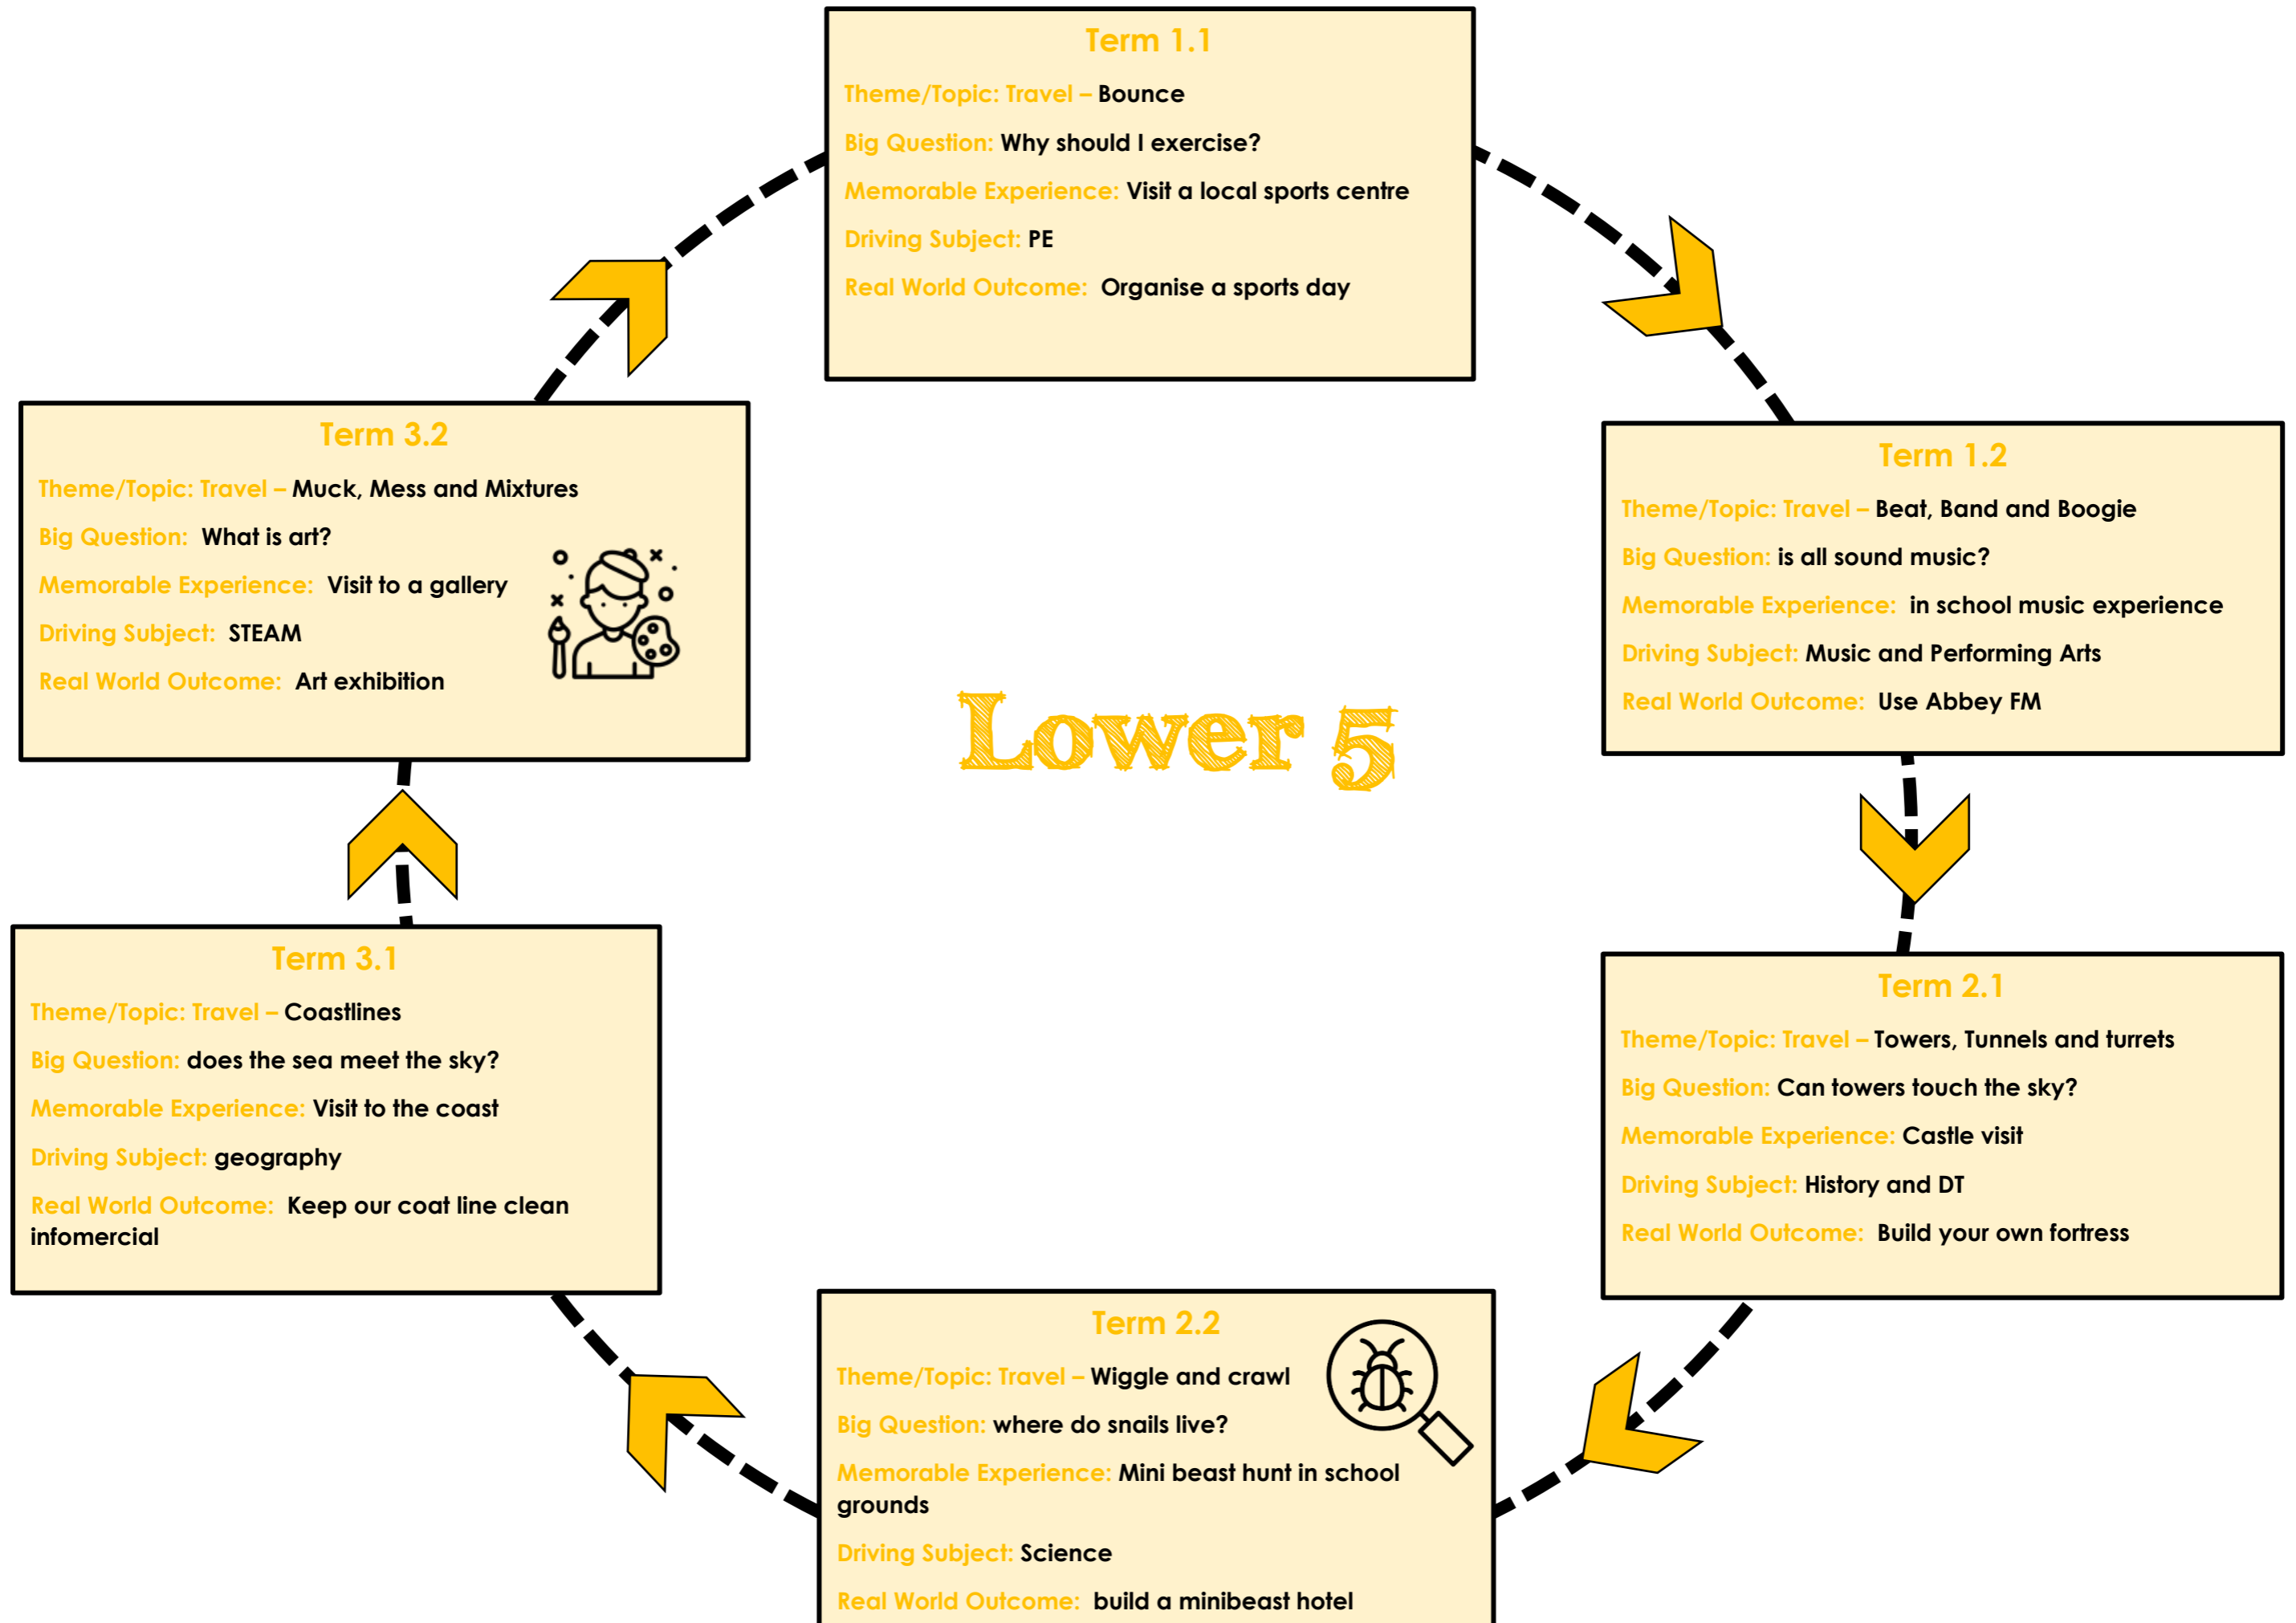 Term 1.1
Theme/Topic: Travel – Bounce
Big Question: Why should I exercise?
Memorable Experience: Visit a local sports centre
Driving Subject: PE
Real World Outcome: Organise a sports day
Term 1.2
Theme/Topic: Travel – Beat, Band and Boogie
Big Question: is all sound music?
Memorable Experience: in school music experience
Driving Subject: Music and Performing Arts
Real World Outcome: Use Abbey FM
Term 2.1
Theme/Topic: Travel – Towers, Tunnels and turrets
Big Question: Can towers touch the sky?
Memorable Experience: Castle visit
Driving Subject: History and DT
Real World Outcome: Build your own fortress
Term 2.2
Theme/Topic: Travel – Wiggle and crawl
Big Question: where do snails live?
Memorable Experience: Mini beast hunt in school
grounds
Driving Subject: Science
Real World Outcome: build a minibeast hotel
Term 3.1
Theme/Topic: Travel – Coastlines
Big Question: does the sea meet the sky?
Memorable Experience: Visit to the coast
Driving Subject: geography
Real World Outcome: Keep our coat line clean
infomercial
Term 3.2
Theme/Topic: Travel – Muck, Mess and Mixtures
Big Question: What is art?
Memorable Experience: Visit to a gallery
Driving Subject: STEAM
Real World Outcome: Art exhibition
Lower 5